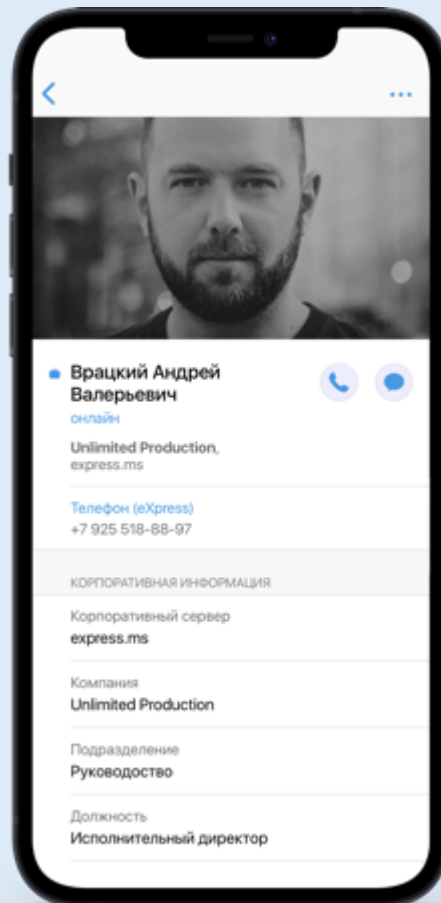 Врацкий Андрей
Валерьевич
онлайн
Unlimited Production,
express.ms
Телефон (eXpress)
+7 925 518-88-97
КОРПОРАТИВНАЯ ИНФОРМАЦИЯ
Корпоративный сервер
express.ms
Компания
Unlimited Production
Подразделение
Руководоство
Должность
Исполнительный директор